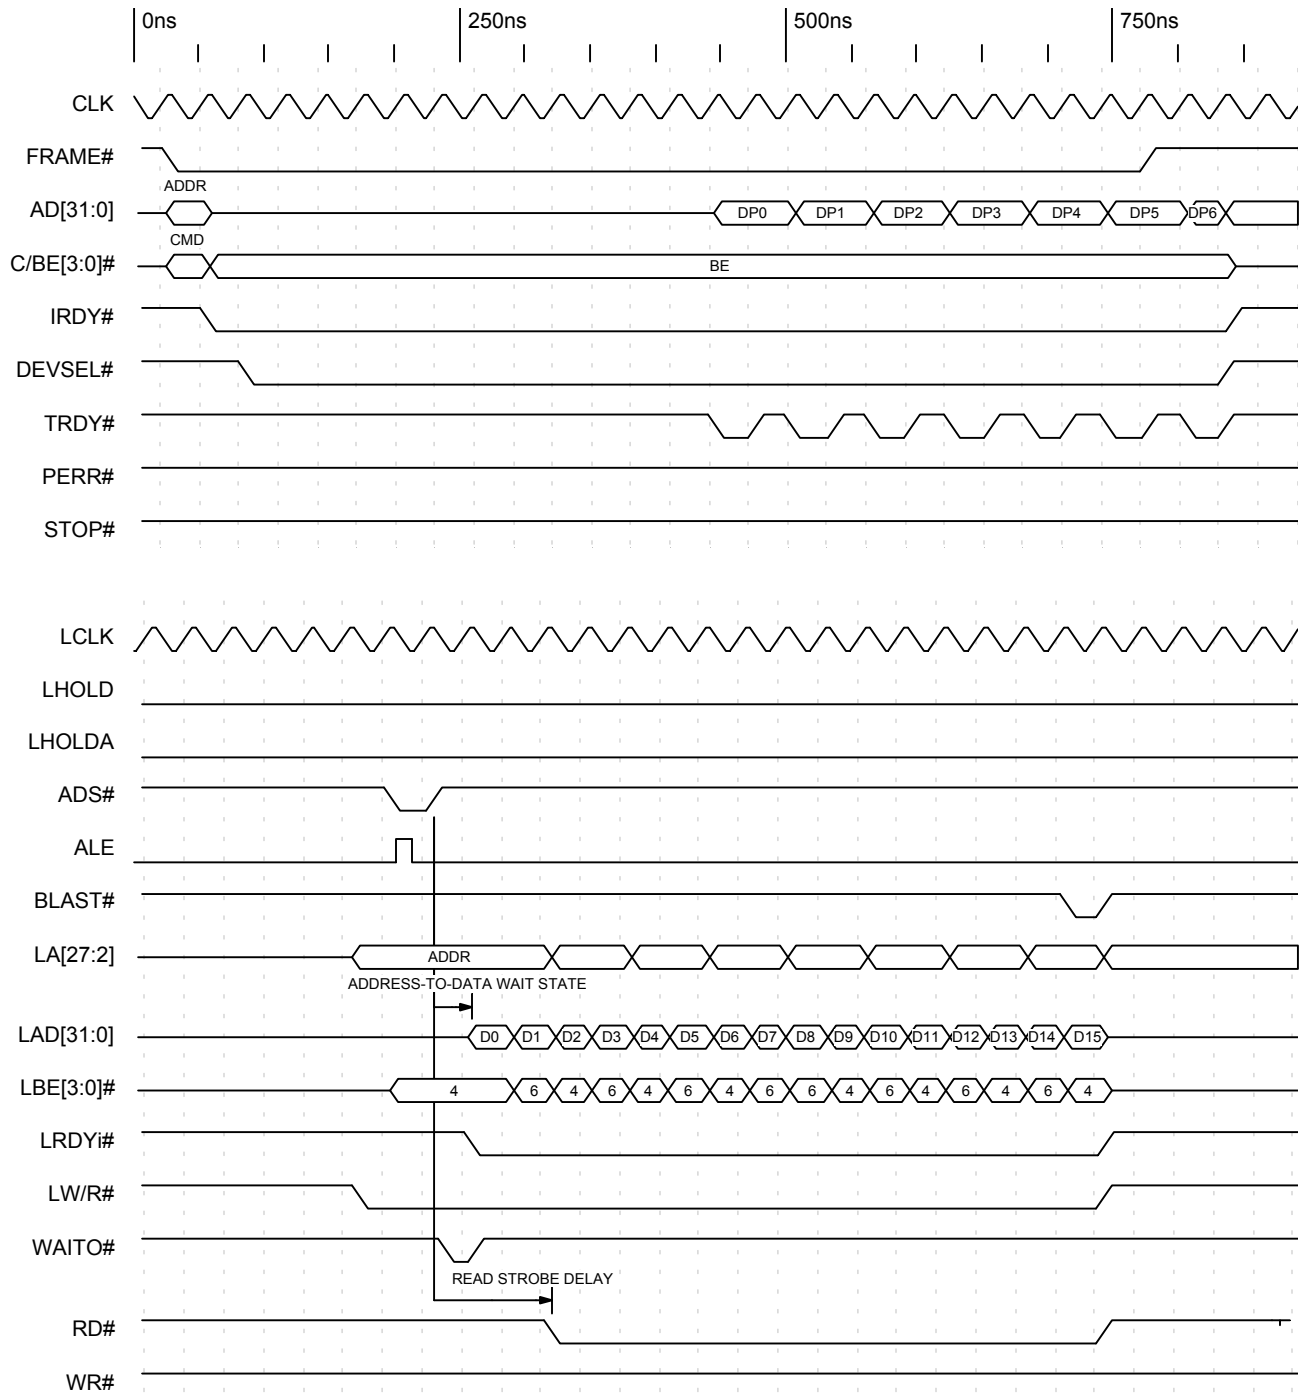 0ns 250ns 500ns 750ns
CLK
FRAME#
ADDR
AD[31:0] DP0 DP1 DP2 DP3 DP4 DP5 DP6
CMD
C/BE[3:0]# BE
IRDY#
DEVSEL#
TRDY#
PERR#
STOP#
LCLK
LHOLD
LHOLDA
ADS#
ALE
BLAST#
LA[27:2] ADDR
ADDRESS-TO-DATA WAIT STATE
LAD[31:0] D0 D1 D2 D3 D4 D5 D6 D7 D8 D9 D10 D11 D12 D13 D14 D15
LBE[3:0]# 4 6 4 6 4 6 4 6 6 4 6 4 6 4 6 4
LRDYi#
LW/R#
WAITO#
READ STROBE DELAY
RD#
WR#